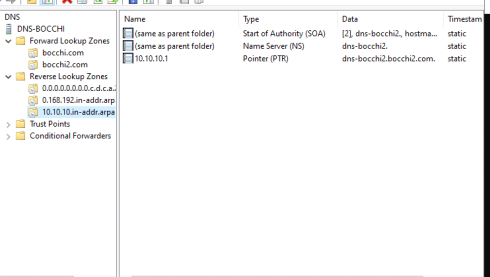 DNS
DNS-BOCCHI
Forward Lookup Zones
bocchi.com
bocchi2.com
Reverse Lookup Zones
0.0.0.0.0.0.0.c.d.c.a.2
0.168.192.in-addr.arp
10.10.10.in-addr.arpa
Trust Points
Conditional Forwarders
Name Type Data Timestam
(same as parent folder) Start of Authority (SOA) [2], dns-bocchi2., hostma... static
(same as parent folder) Name Server (NS) dns-bocchi2. static
10.10.10.1 Pointer (PTR) dns-bocchi2.bocchi2.com. static